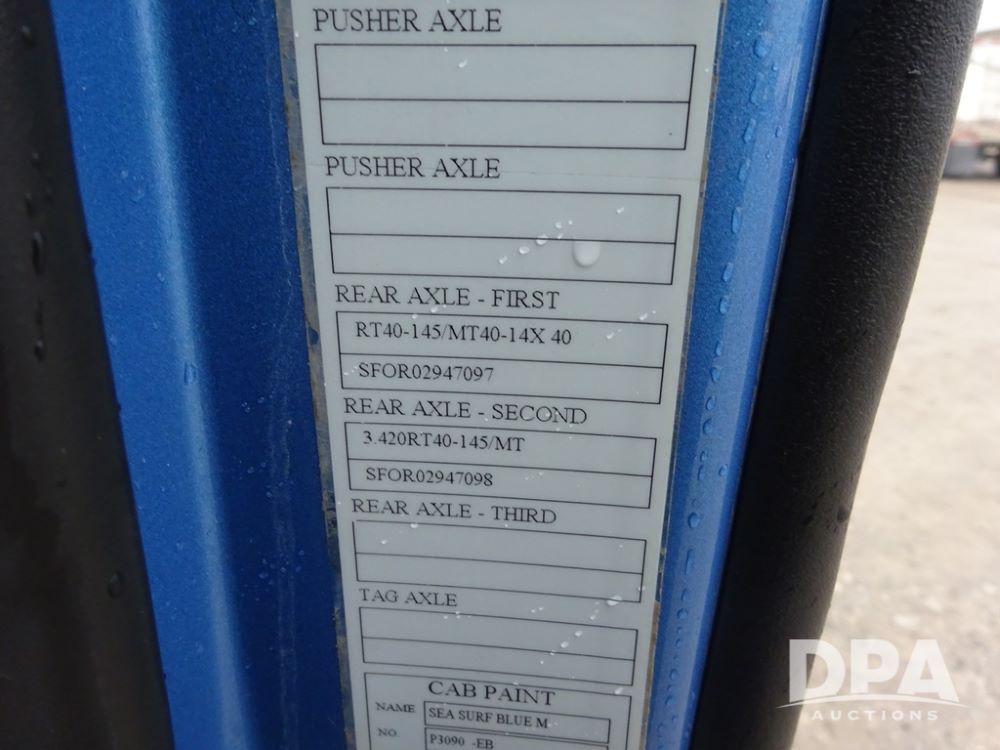 PUSHER AXLE
PUSHER AXLE
REAR AXLE - FIRST
RT40-145/MT40-14X 40
SFOR02947097
REAR AXLE - SECOND
3.420RT40-145/MT
SFOR02947098
REAR AXLE - THIRD
TAG AXLE
CAB PAINT
NAME SEA SURF BLUE M
NO. P3090 -EB
DPA
AUCTIONS